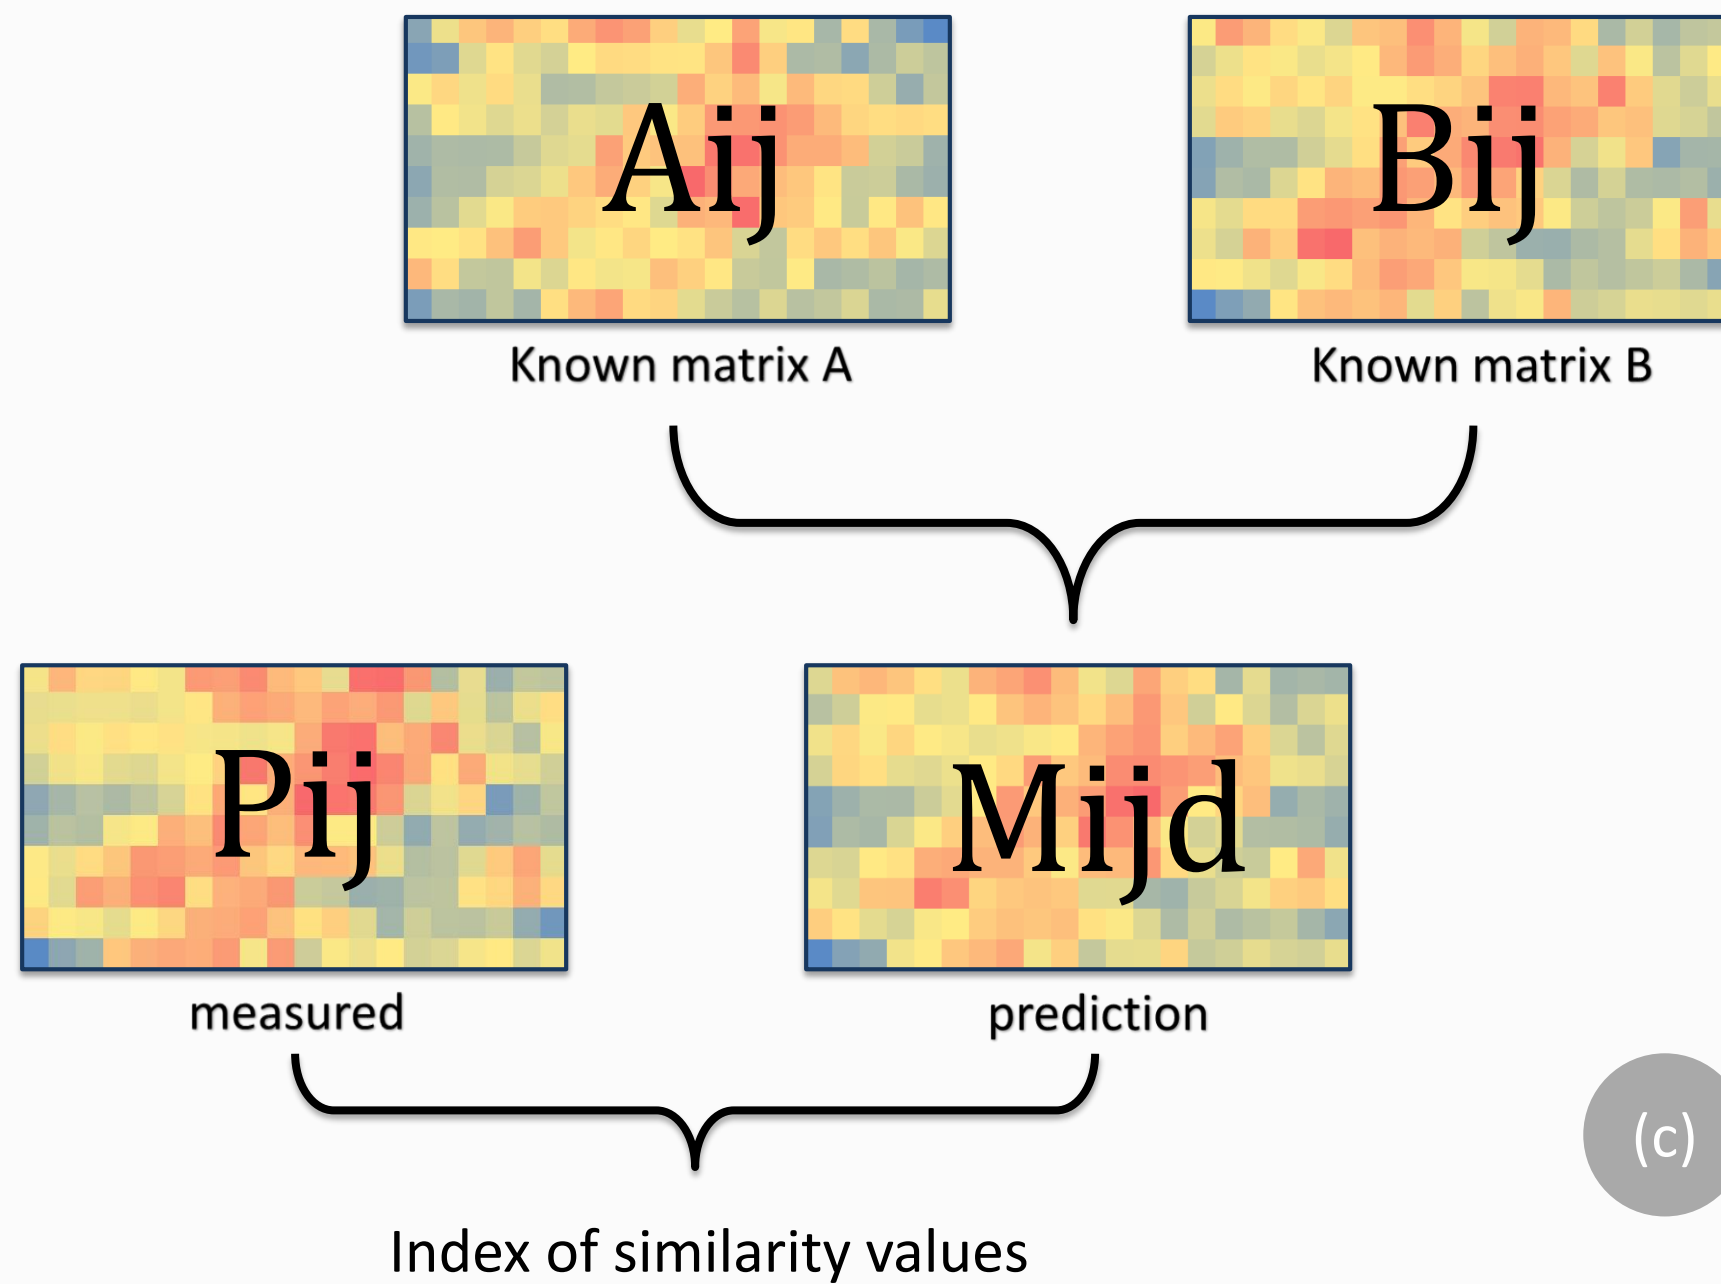 Aij
Bij
Known matrix A
Known matrix B
Pij
Mijd
measured
prediction
(c)
Index of similarity values